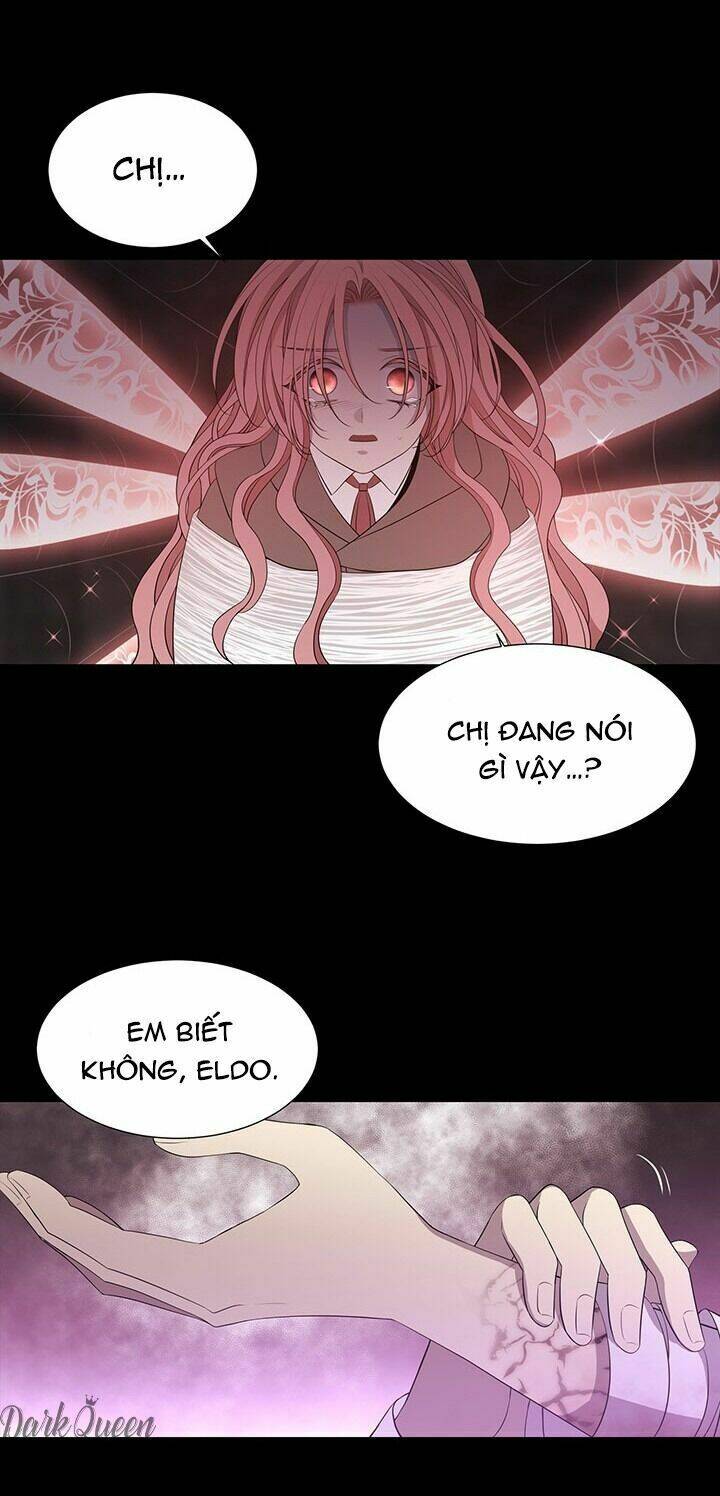 CHỊ...
CHỊ ĐANG NÓI
GÌ VẬY...?
EM BIẾT
KHÔNG, ELDO.
DarkQueen